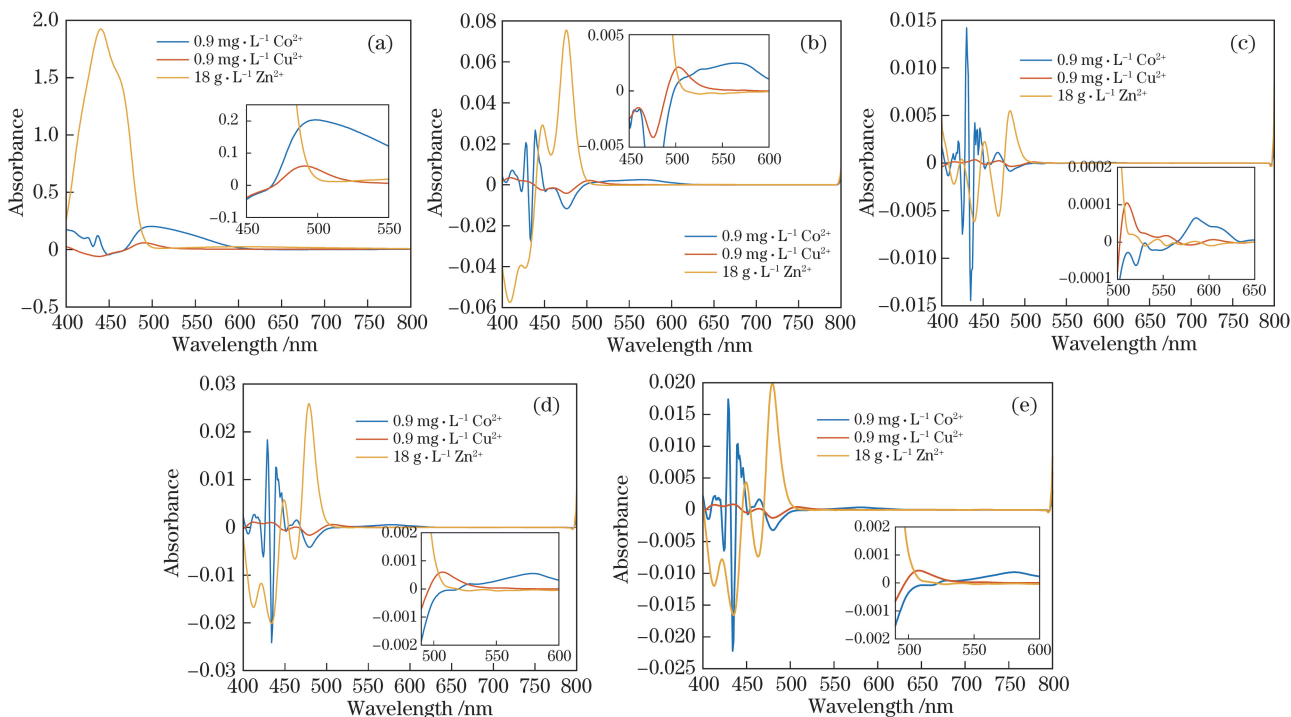 (a)
2.0
1.5
1.0
0.5
0
−0.5
Absorbance
0.9 mg·L⁻¹ Co²⁺
0.9 mg·L⁻¹ Cu²⁺
18 g·L⁻¹ Zn²⁺
0.2
0.1
0
−0.1
450 500 550
400 450 500 550 600 650 700 750 800
Wavelength /nm
(b)
0.08
0.06
0.04
0.02
0
−0.02
−0.04
−0.06
Absorbance
0.005
0
−0.005
450 500 550 600
0.9 mg·L⁻¹ Co²⁺
0.9 mg·L⁻¹ Cu²⁺
18 g·L⁻¹ Zn²⁺
400 450 500 550 600 650 700 750 800
Wavelength /nm
(c)
0.015
0.010
0.005
0
−0.005
−0.010
−0.015
Absorbance
0.9 mg·L⁻¹ Co²⁺
0.9 mg·L⁻¹ Cu²⁺
18 g·L⁻¹ Zn²⁺
0.0002
0.0001
0
−0.0001
500 550 600 650
400 450 500 550 600 650 700 750 800
Wavelength /nm
(d)
0.03
0.02
0.01
0
−0.01
−0.02
−0.03
Absorbance
0.9 mg·L⁻¹ Co²⁺
0.9 mg·L⁻¹ Cu²⁺
18 g·L⁻¹ Zn²⁺
0.002
0.001
0
−0.001
−0.002
500 550 600
400 450 500 550 600 650 700 750 800
Wavelength /nm
(e)
0.020
0.015
0.010
0.005
0
−0.005
−0.010
−0.015
−0.020
−0.025
Absorbance
0.9 mg·L⁻¹ Co²⁺
0.9 mg·L⁻¹ Cu²⁺
18 g·L⁻¹ Zn²⁺
0.002
0.001
0
−0.001
−0.002
500 550 600
400 450 500 550 600 650 700 750 800
Wavelength /nm